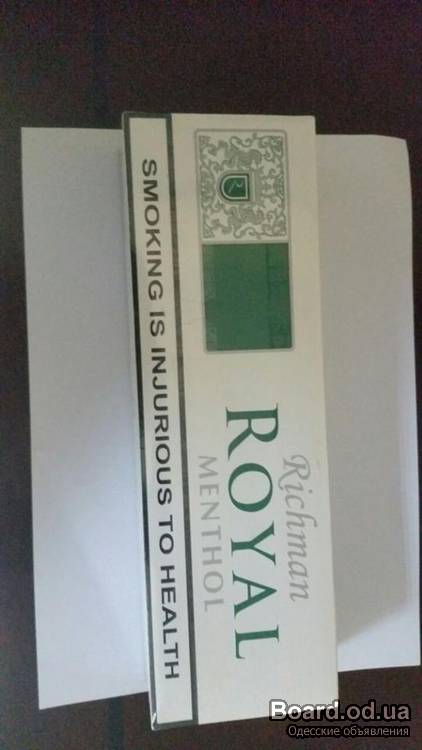 Richman
ROYAL
MENTHOL
SMOKING IS INJURIOUS TO HEALTH
R
Board.od.ua
Одесские объявления